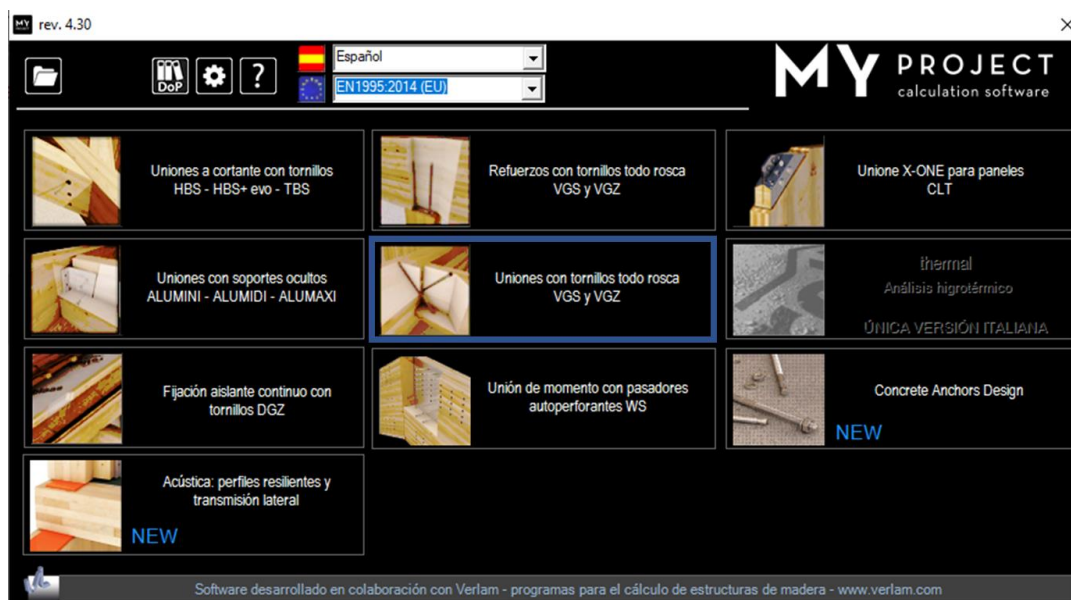 MY rev. 4.30
DoP
?
Español
EN1995:2014 (EU)
MY PROJECT
calculation software
Uniones a cortante con tornillos
HBS - HBS+ evo - TBS
Refuerzos con tornillos todo rosca
VGS y VGZ
Unione X-ONE para paneles
CLT
Uniones con soportes ocultos
ALUMINI - ALUMIDI - ALUMAXI
Uniones con tornillos todo rosca
VGS y VGZ
thermal
Análisis higrotérmico
ÚNICA VERSIÓN ITALIANA
Fijación aislante continuo con
tornillos DGZ
Unión de momento con pasadores
autoperforantes WS
Concrete Anchors Design
NEW
Acústica: perfiles resilientes y
transmisión lateral
NEW
Software desarrollado en colaboración con Verlam - programas para el cálculo de estructuras de madera - www.verlam.com